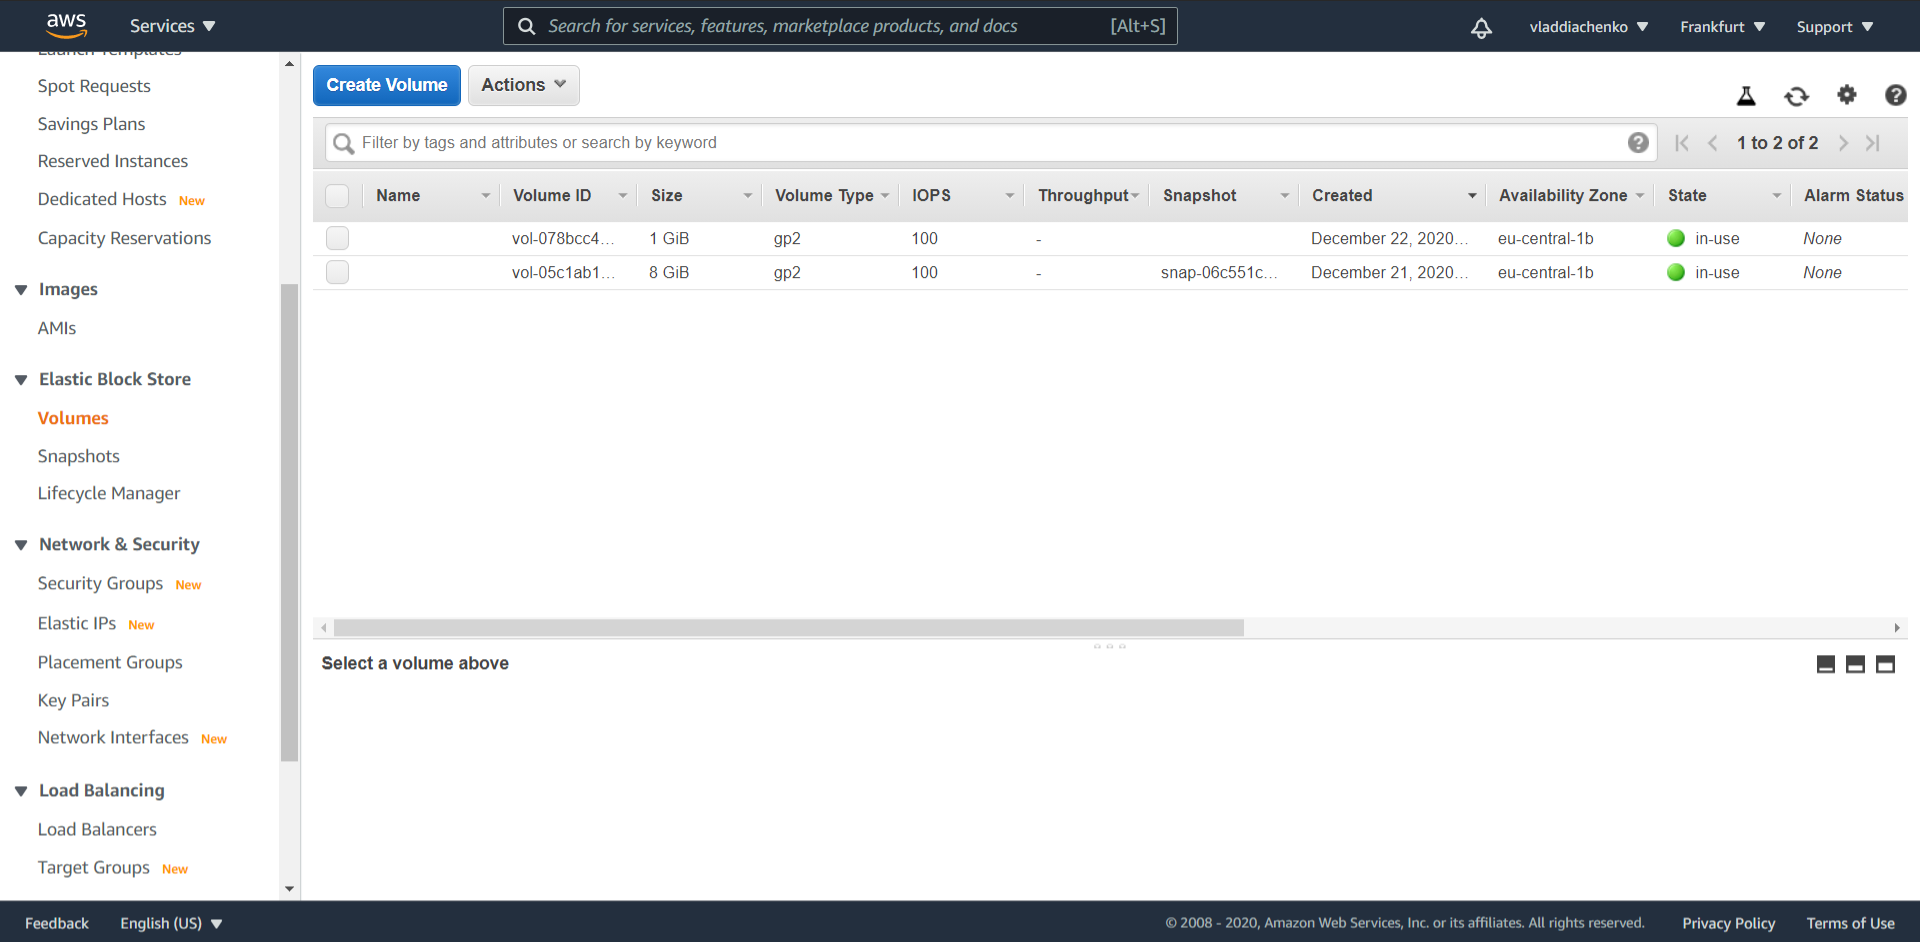 aws
Services
Search for services, features, marketplace products, and docs [Alt+S]
vladdiachenko
Frankfurt
Support
Launch Templates
Spot Requests
Savings Plans
Reserved Instances
Dedicated Hosts New
Capacity Reservations
Images
AMIs
Elastic Block Store
Volumes
Snapshots
Lifecycle Manager
Network & Security
Security Groups New
Elastic IPs New
Placement Groups
Key Pairs
Network Interfaces New
Load Balancing
Load Balancers
Target Groups New
Create Volume Actions
Filter by tags and attributes or search by keyword
1 to 2 of 2
Name Volume ID Size Volume Type IOPS Throughput Snapshot Created Availability Zone State Alarm Status
vol-078bcc4... 1 GiB gp2 100 - December 22, 2020... eu-central-1b in-use None
vol-05c1ab1... 8 GiB gp2 100 - snap-06c551c... December 21, 2020... eu-central-1b in-use None
Select a volume above
Feedback English (US) © 2008 - 2020, Amazon Web Services, Inc. or its affiliates. All rights reserved. Privacy Policy Terms of Use